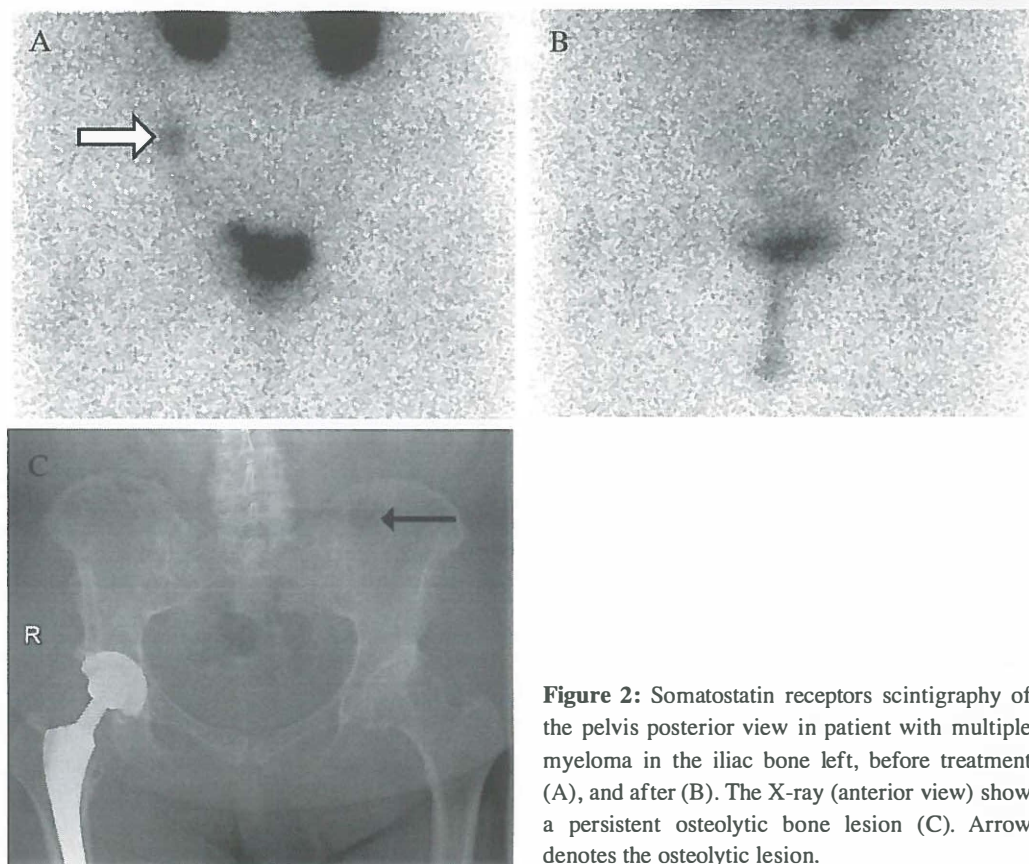 A
B
C
R
Figure 2: Somatostatin receptors scintigraphy of
the pelvis posterior view in patient with multiple
myeloma in the iliac bone left, before treatment
(A), and after (B). The X-ray (anterior view) show
a persistent osteolytic bone lesion (C). Arrow
denotes the osteolytic lesion.